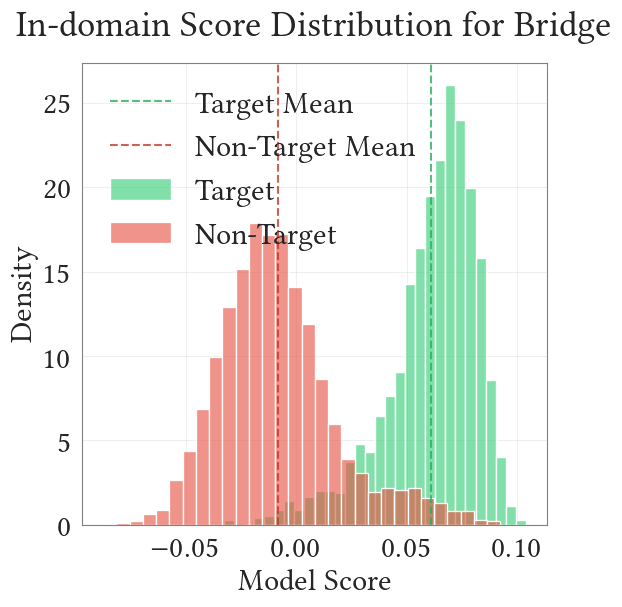 In-domain Score Distribution for Bridge
Target Mean
Non-Target Mean
Target
Non-Target
25
20
15
10
5
0
Density
−0.05
0.00
0.05
0.10
Model Score